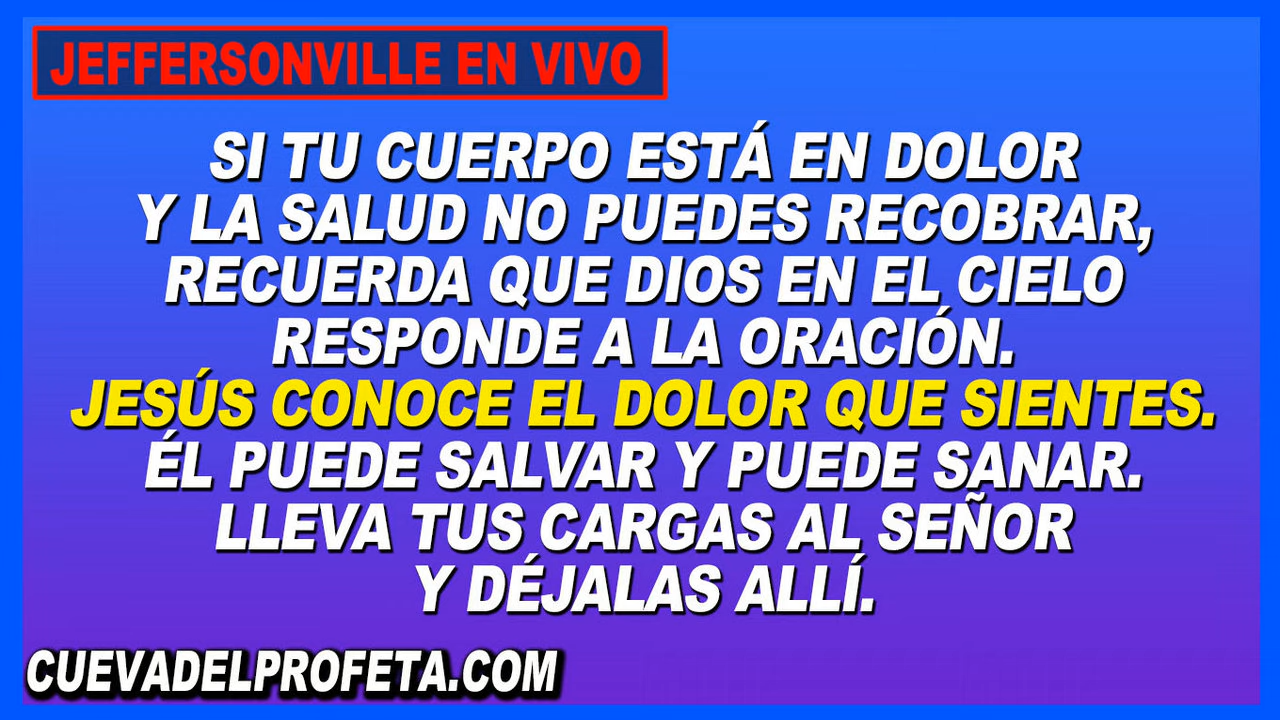 JEFFERSONVILLE EN VIVO
SI TU CUERPO ESTÁ EN DOLOR
Y LA SALUD NO PUEDES RECOBRAR,
RECUERDA QUE DIOS EN EL CIELO
RESPONDE A LA ORACIÓN.
JESÚS CONOCE EL DOLOR QUE SIENTES.
ÉL PUEDE SALVAR Y PUEDE SANAR.
LLEVA TUS CARGAS AL SEÑOR
Y DÉJALAS ALLÍ.
CUEVADELPROFETA.COM